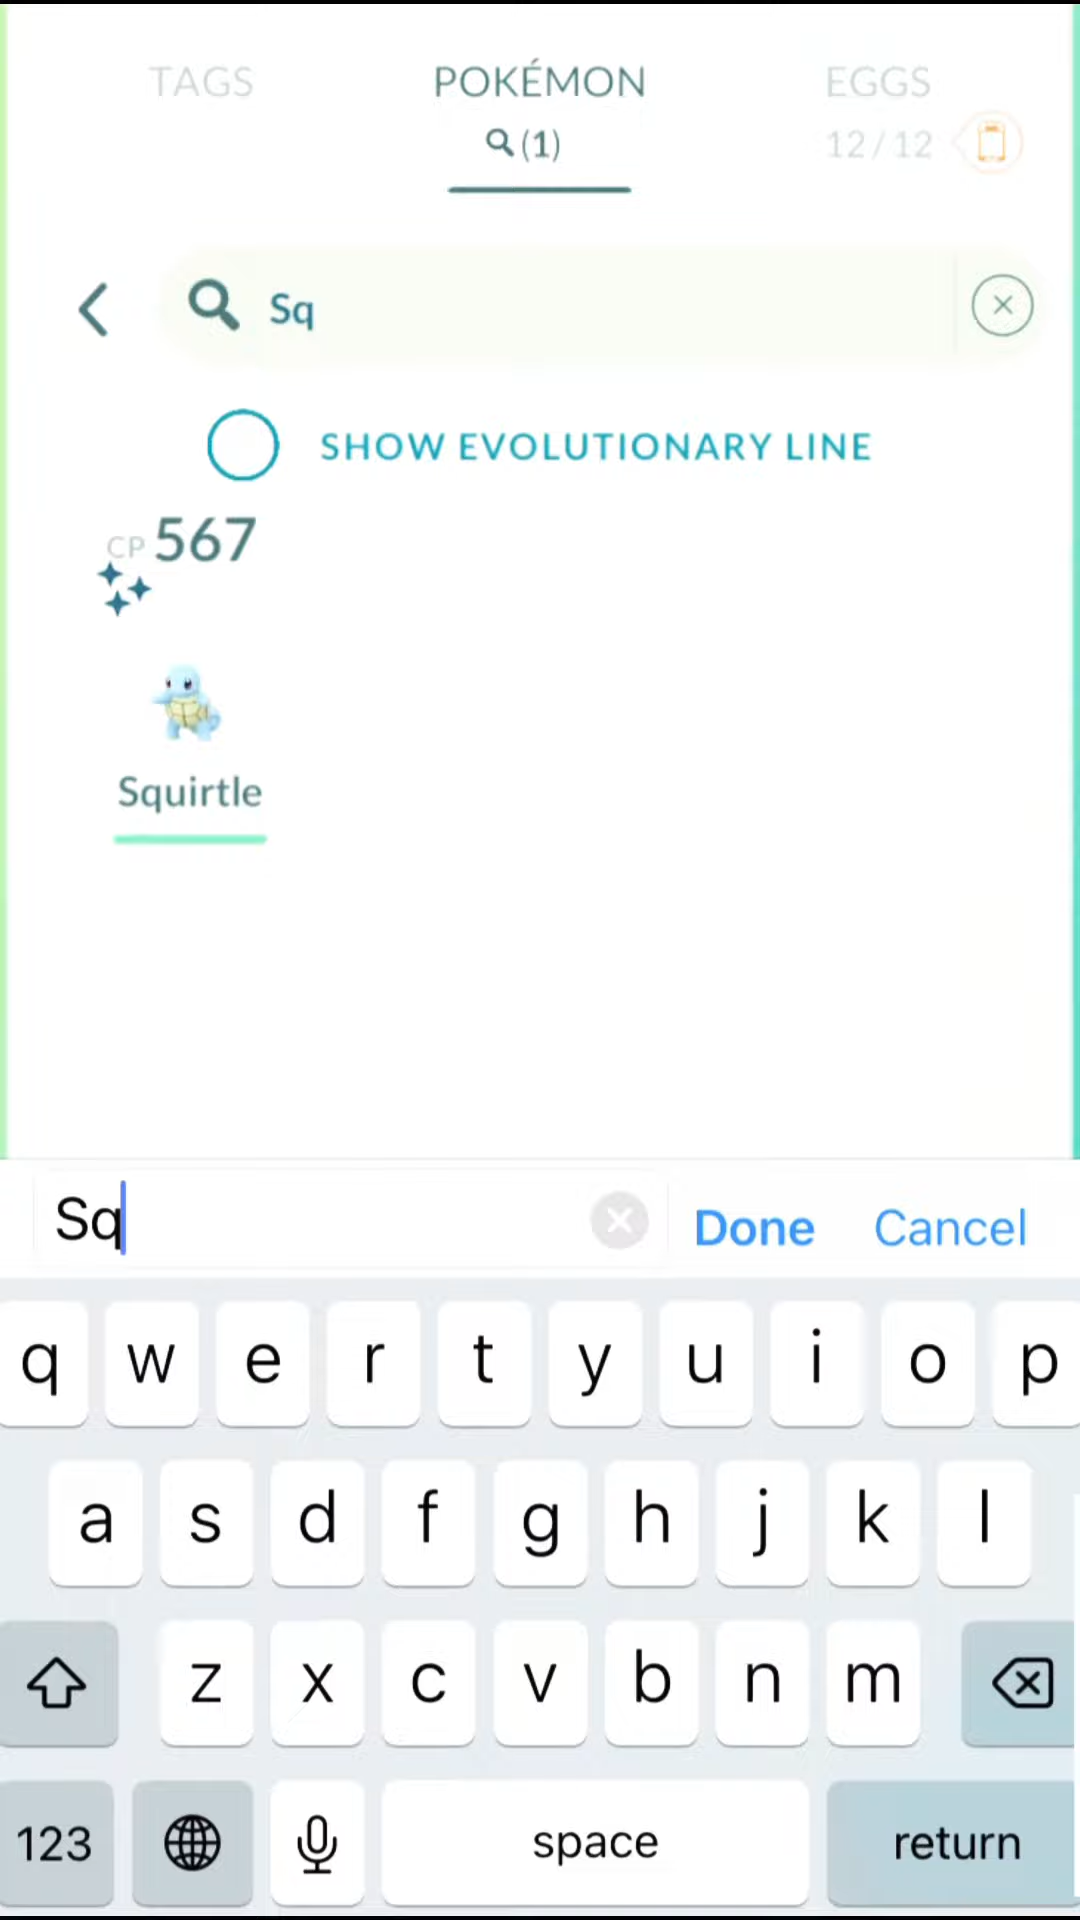 TAGS POKÉMON EGGS
(1) 12 / 12
Sq
SHOW EVOLUTIONARY LINE
CP 567
Squirtle
Sq Done Cancel
q w e r t y u i o p
a s d f g h j k l
z x c v b n m
123 space return